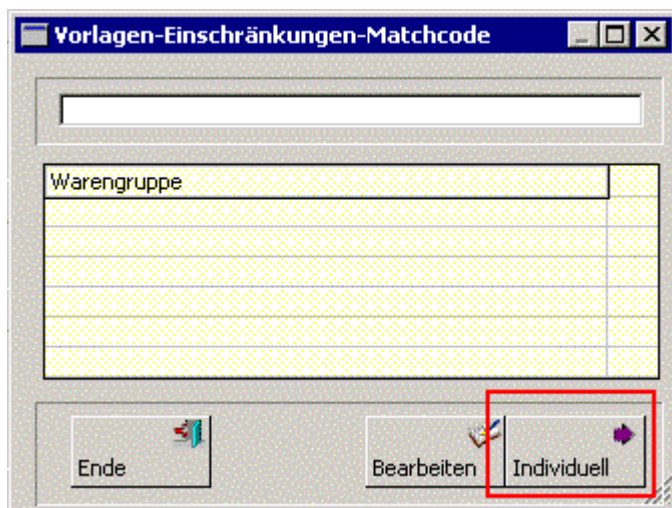 Vorlagen-Einschränkungen-Matchcode
Warengruppe
Ende
Bearbeiten
Individuell